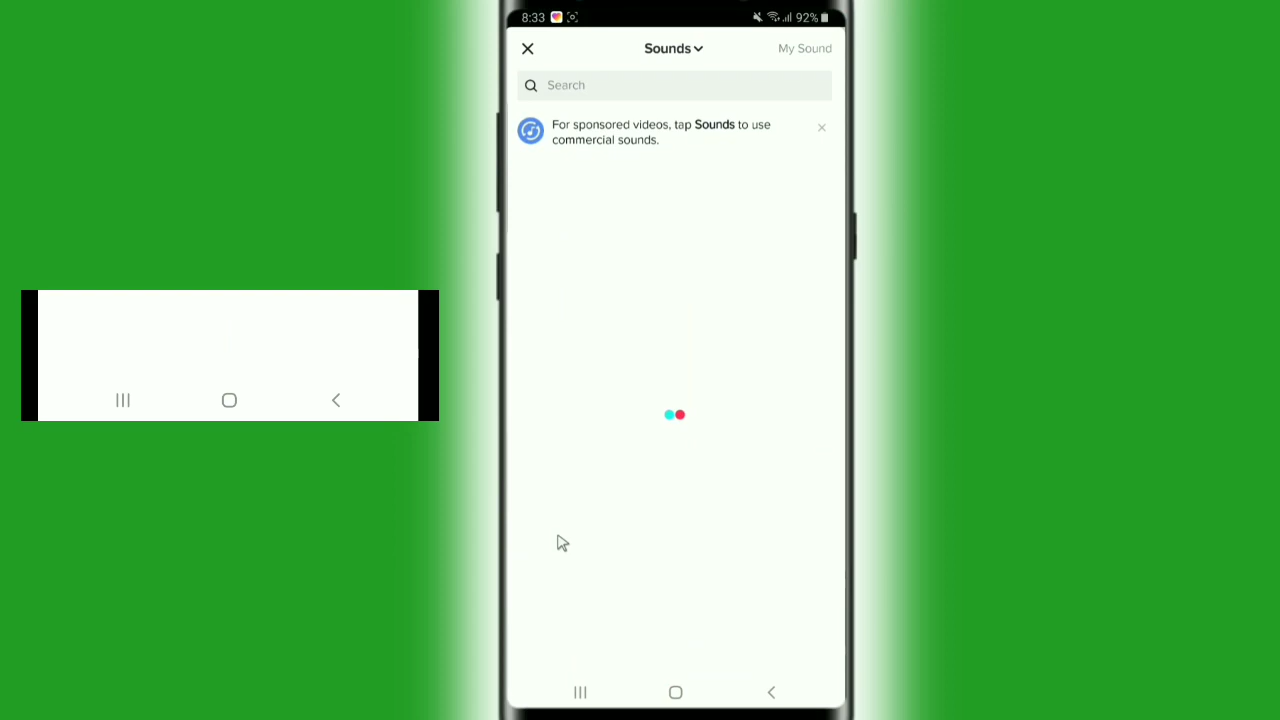 8:33 92%
Sounds My Sound
Search
For sponsored videos, tap Sounds to use
commercial sounds.